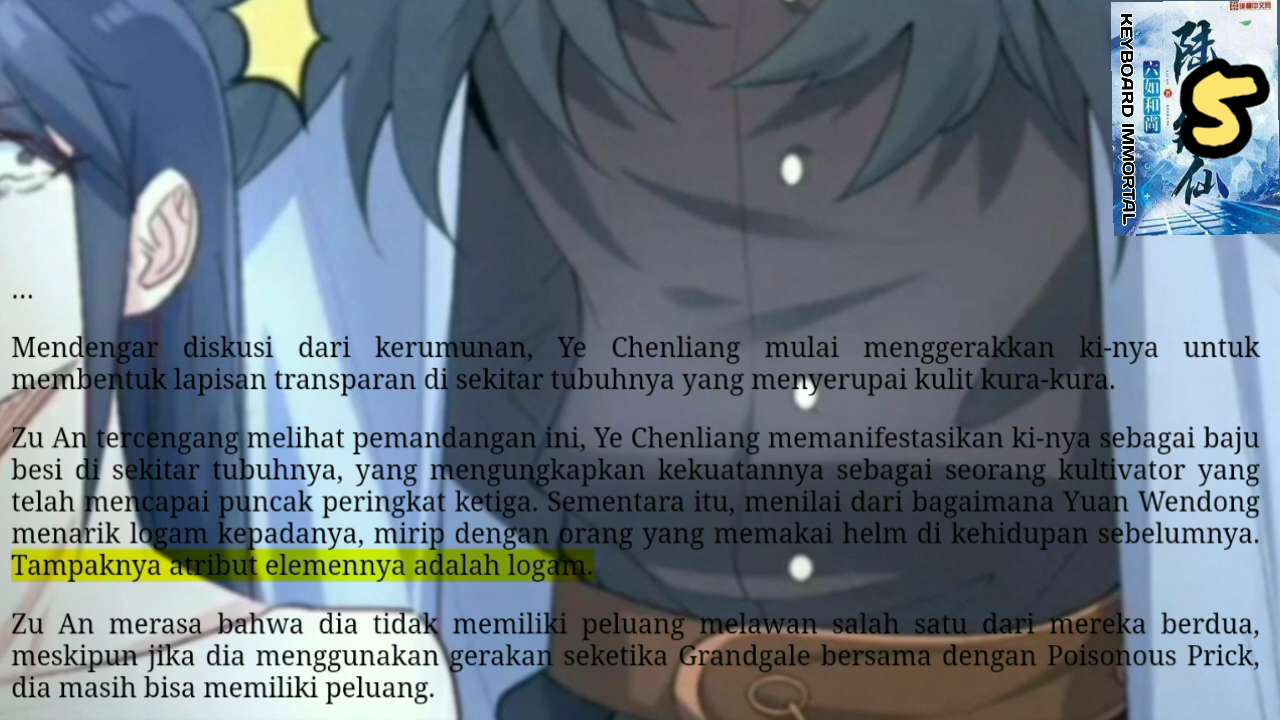 KEYBOARD IMMORTAL
六如和尚
S
...
Mendengar diskusi dari kerumunan, Ye Chenliang mulai menggerakkan ki-nya untuk
membentuk lapisan transparan di sekitar tubuhnya yang menyerupai kulit kura-kura.
Zu An tercengang melihat pemandangan ini, Ye Chenliang memanifestasikan ki-nya sebagai baju
besi di sekitar tubuhnya, yang mengungkapkan kekuatannya sebagai seorang kultivator yang
telah mencapai puncak peringkat ketiga. Sementara itu, menilai dari bagaimana Yuan Wendong
menarik logam kepadanya, mirip dengan orang yang memakai helm di kehidupan sebelumnya.
Tampaknya atribut elemennya adalah logam.
Zu An merasa bahwa dia tidak memiliki peluang melawan salah satu dari mereka berdua,
meskipun jika dia menggunakan gerakan seketika Grandgale bersama dengan Poisonous Prick,
dia masih bisa memiliki peluang.